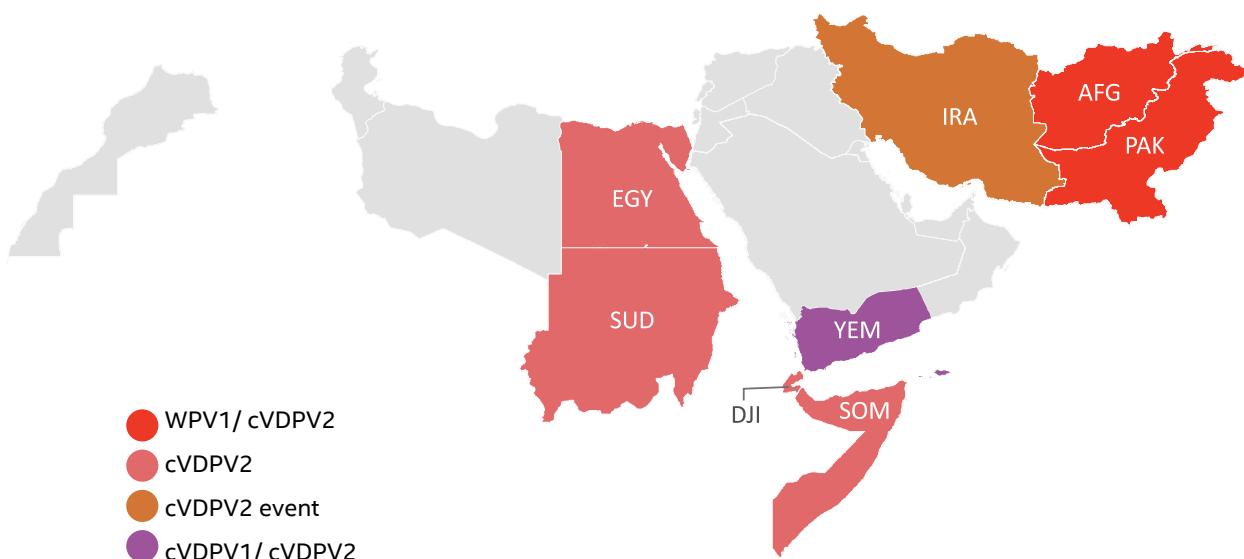 IRA
AFG
PAK
EGY
SUD
YEM
DJI
SOM
WPV1/ cVDPV2
cVDPV2
cVDPV2 event
cVDPV1/ cVDPV2